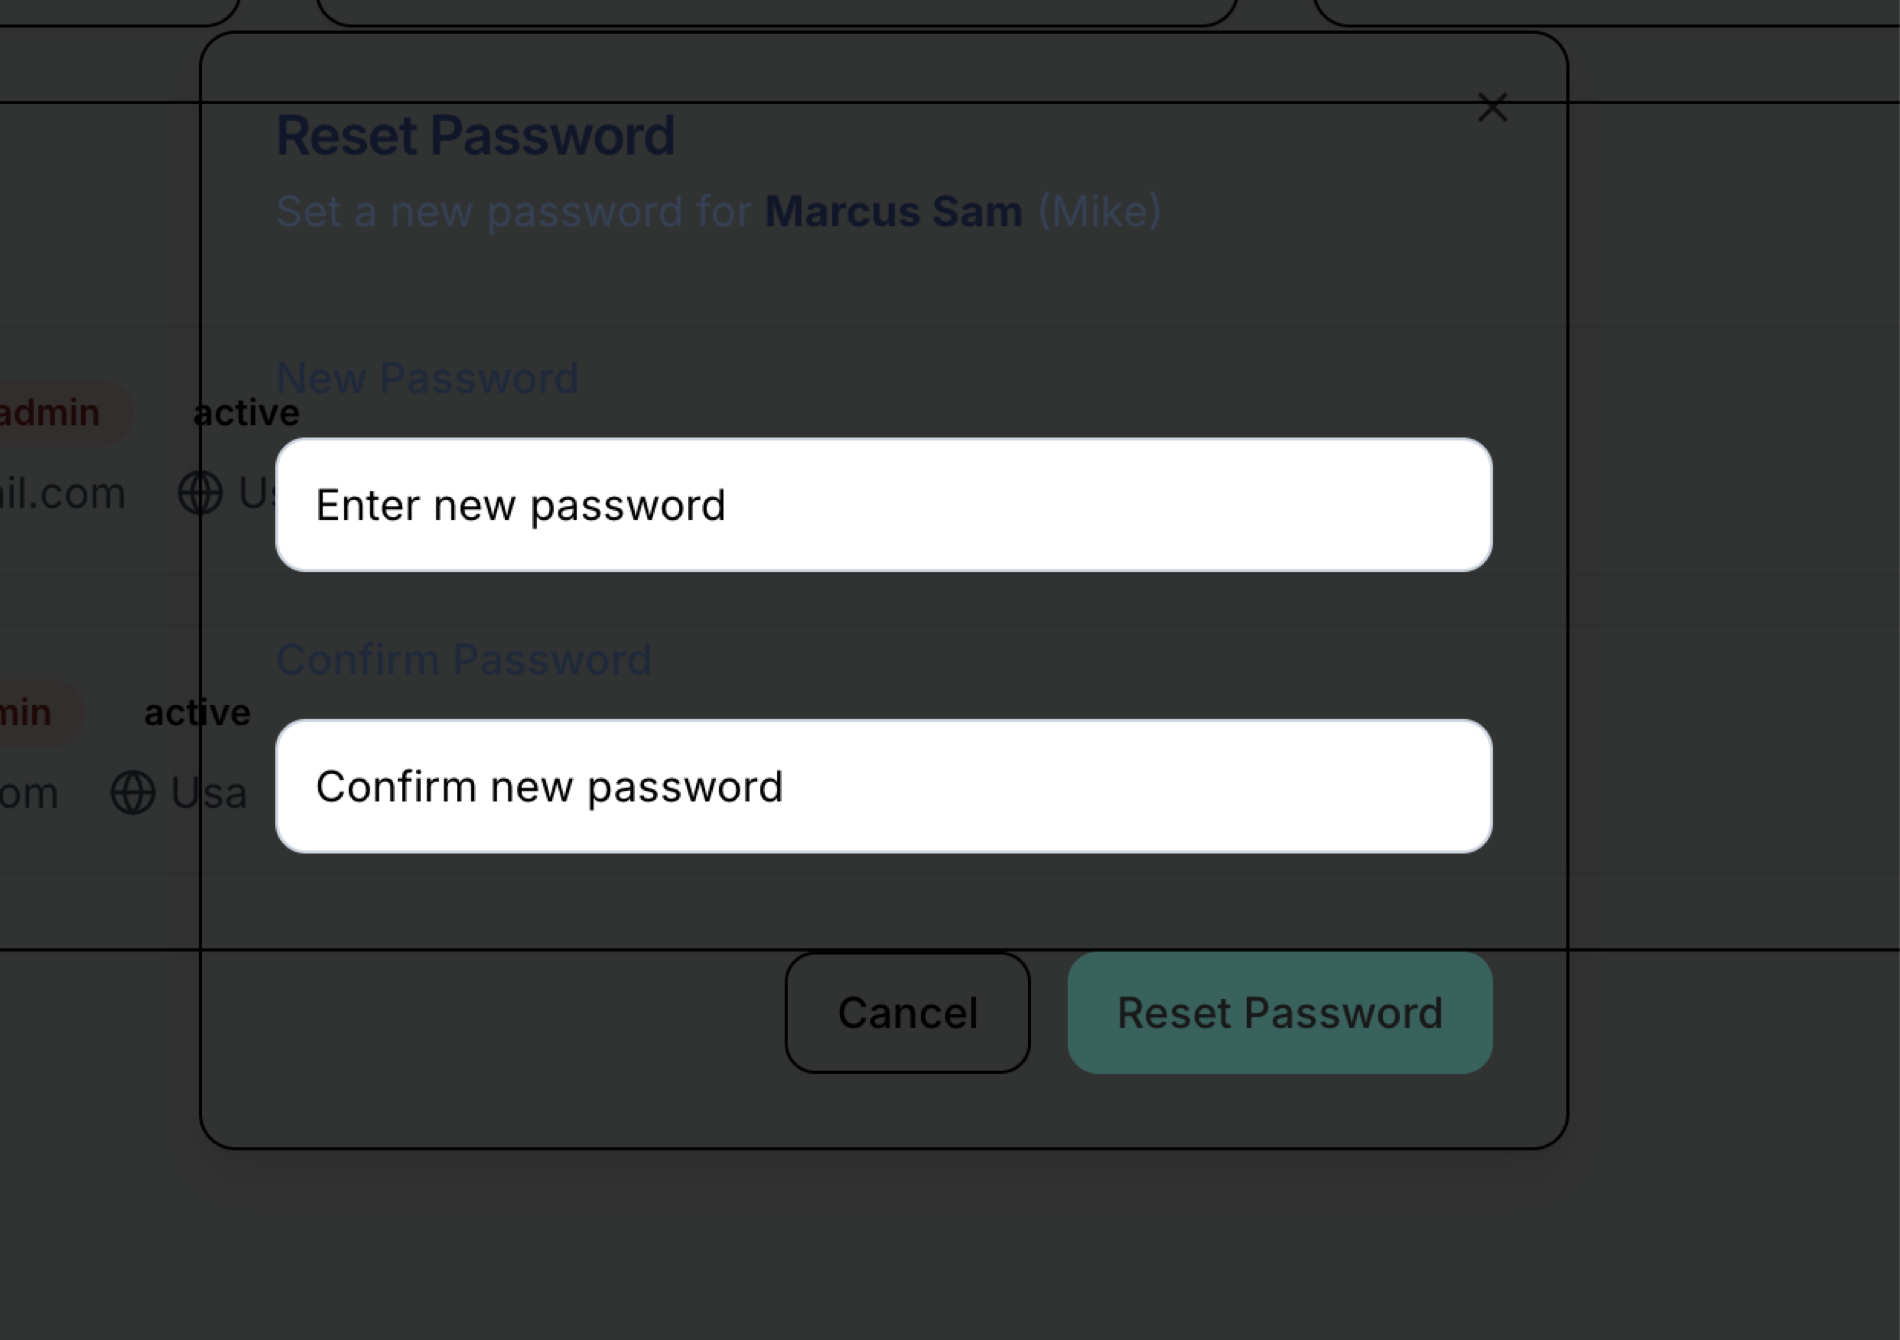 Reset Password
Set a new password for Marcus Sam (Mike)
New Password
admin active
il.com
Enter new password
Confirm Password
min active
om Usa
Confirm new password
Cancel
Reset Password